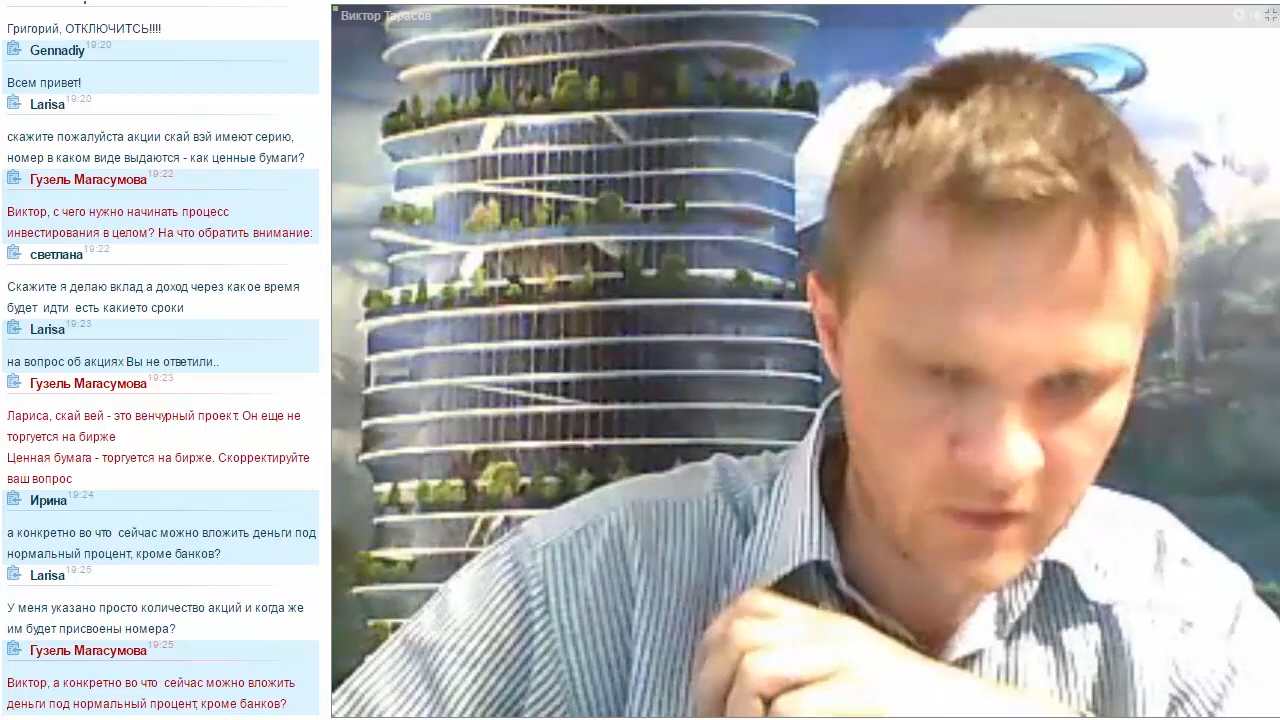 Григорий, ОТКЛЮЧИТСЬ!!!!
Gennadiy 19:20
Всем привет!
Larisa 19:20
скажите пожалуйста акции скай вэй имеют серию,
номер в каком виде выдаются - как ценные бумаги?
Гузель Магасумова 19:22
Виктор, с чего нужно начинать процесс
инвестирования в целом? На что обратить внимание:
светлана 19:22
Скажите я делаю вклад а доход через какое время
будет идти есть какието сроки
Larisa 19:23
на вопрос об акциях Вы не ответили..
Гузель Магасумова 19:23
Лариса, скай вей - это венчурный проект. Он еще не
торгуется на бирже
Ценная бумага - торгуется на бирже. Скорректируйте
ваш вопрос
Ирина 19:24
а конкретно во что сейчас можно вложить деньги под
нормальный процент, кроме банков?
Larisa 19:25
У меня указано просто количество акций и когда же
им будет присвоены номера?
Гузель Магасумова 19:25
Виктор, а конкретно во что сейчас можно вложить
деньги под нормальный процент, кроме банков?
Виктор Тарасов